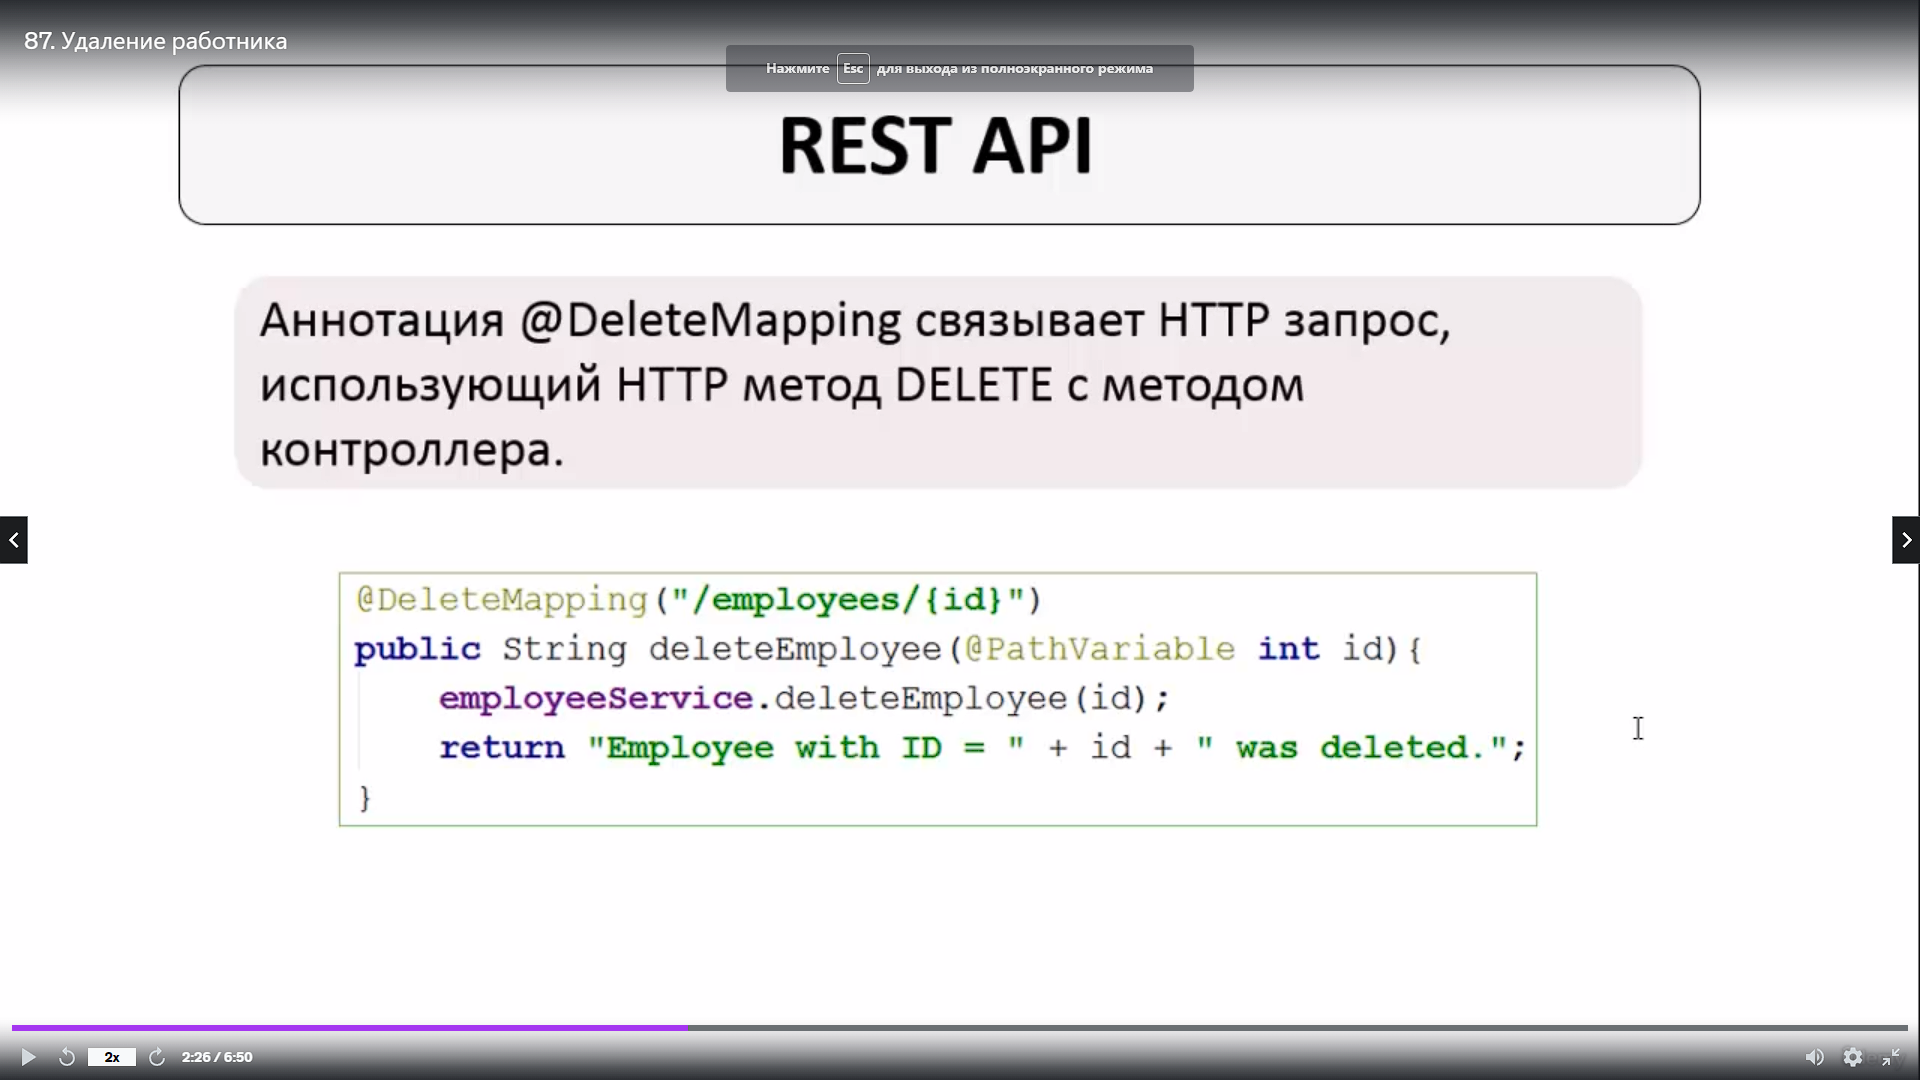 87. Удаление работника
Нажмите Esc для выхода из полноэкранного режима
REST API
Аннотация @DeleteMapping связывает HTTP запрос,
использующий HTTP метод DELETE с методом
контроллера.
@DeleteMapping("/employees/{id}")
public String deleteEmployee(@PathVariable int id){
employeeService.deleteEmployee(id);
return "Employee with ID = " + id + " was deleted.";
}
2x
2:26 / 6:50